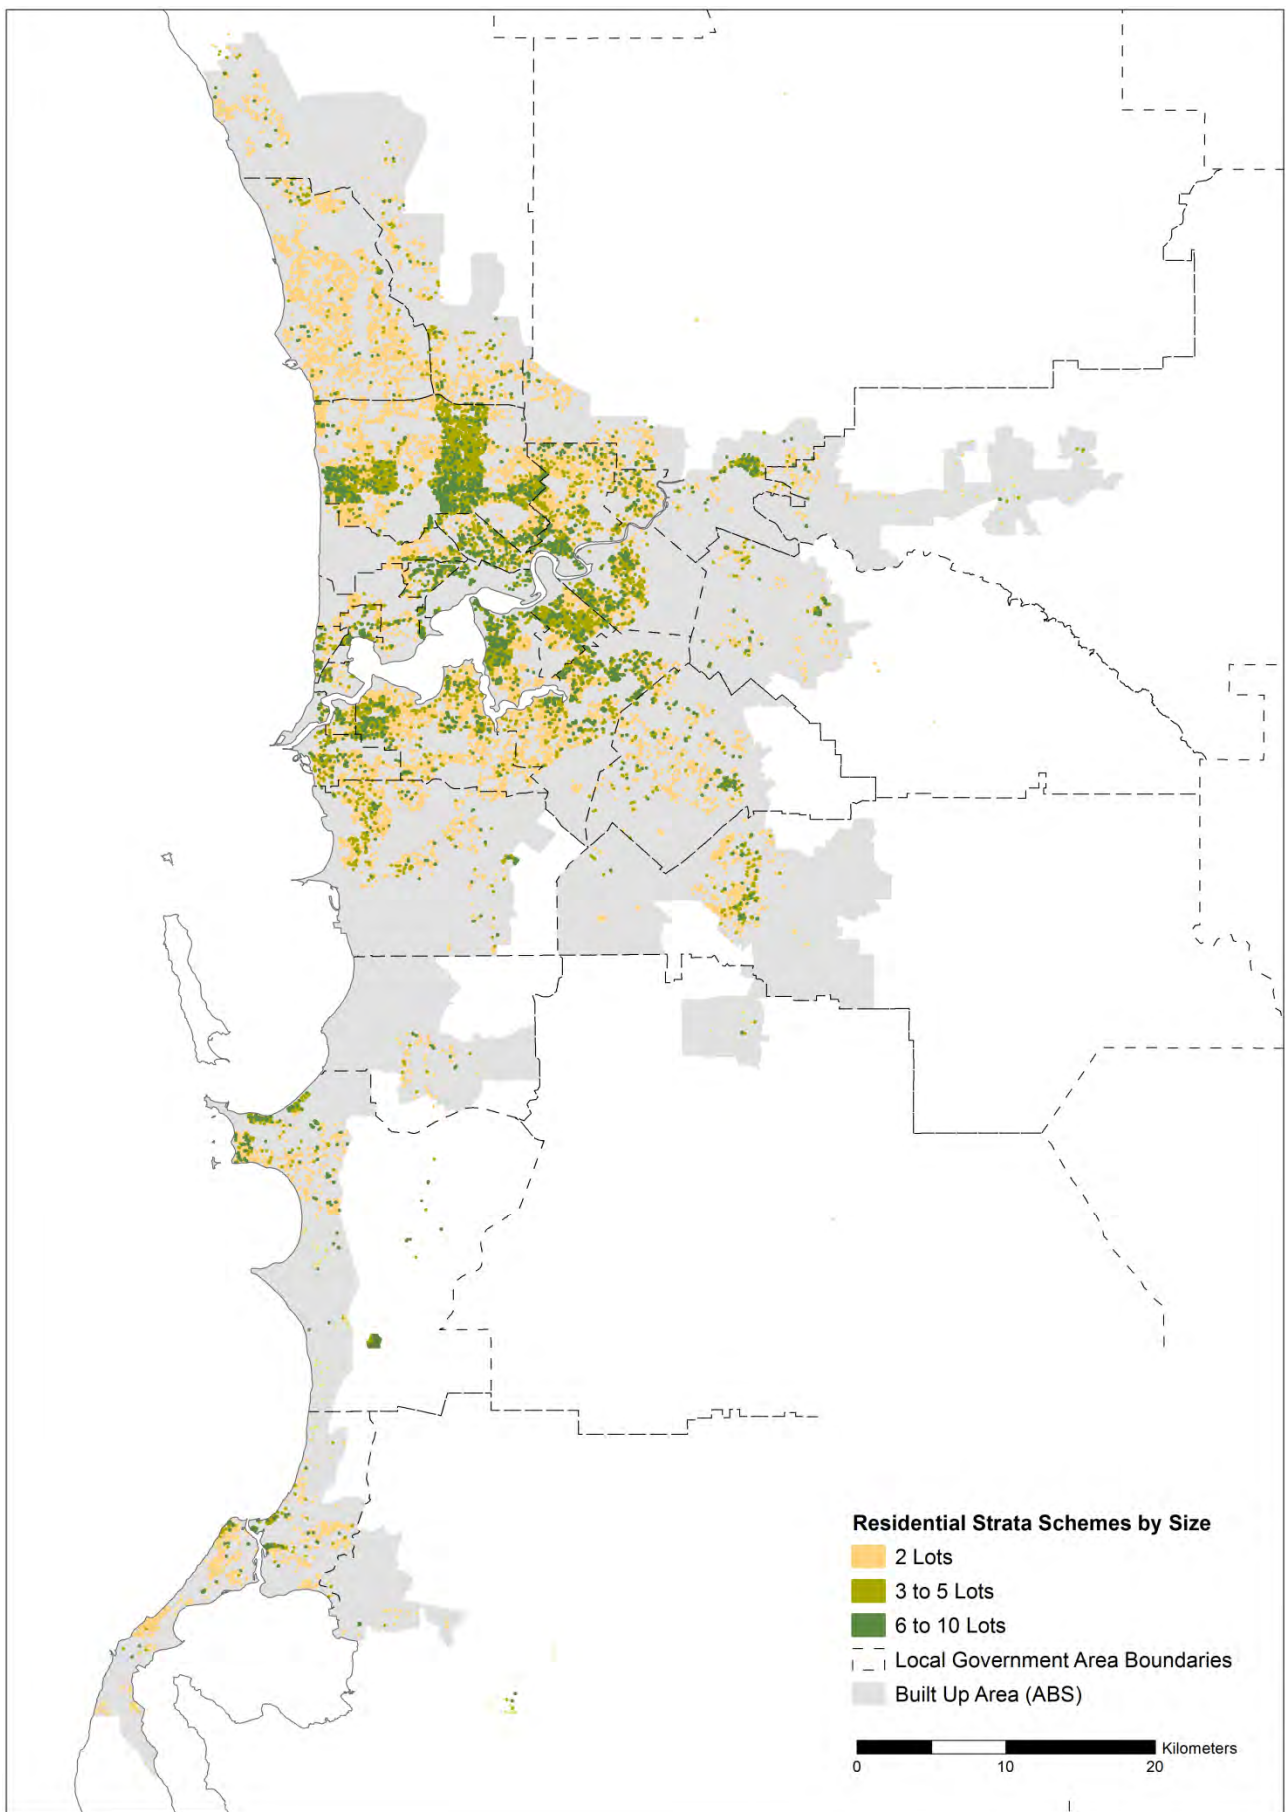 Residential Strata Schemes by Size
2 Lots
3 to 5 Lots
6 to 10 Lots
Local Government Area Boundaries
Built Up Area (ABS)
Kilometers
0 10 20